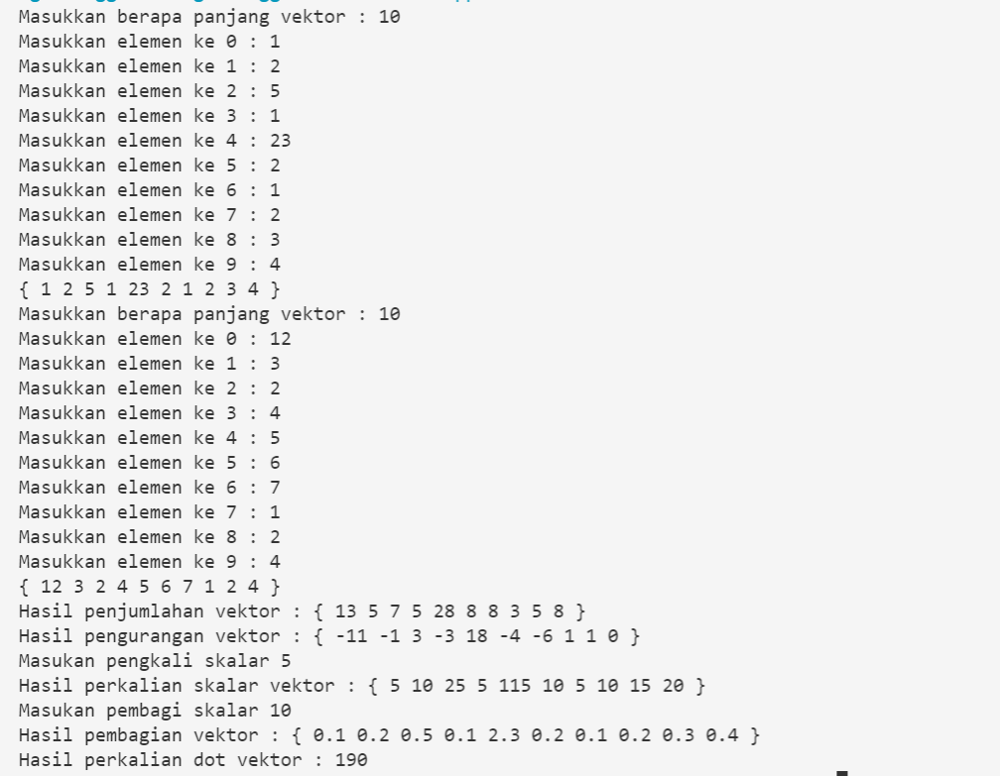 Masukkan berapa panjang vektor : 10
Masukkan elemen ke 0 : 1
Masukkan elemen ke 1 : 2
Masukkan elemen ke 2 : 5
Masukkan elemen ke 3 : 1
Masukkan elemen ke 4 : 23
Masukkan elemen ke 5 : 2
Masukkan elemen ke 6 : 1
Masukkan elemen ke 7 : 2
Masukkan elemen ke 8 : 3
Masukkan elemen ke 9 : 4
{ 1 2 5 1 23 2 1 2 3 4 }
Masukkan berapa panjang vektor : 10
Masukkan elemen ke 0 : 12
Masukkan elemen ke 1 : 3
Masukkan elemen ke 2 : 2
Masukkan elemen ke 3 : 4
Masukkan elemen ke 4 : 5
Masukkan elemen ke 5 : 6
Masukkan elemen ke 6 : 7
Masukkan elemen ke 7 : 1
Masukkan elemen ke 8 : 2
Masukkan elemen ke 9 : 4
{ 12 3 2 4 5 6 7 1 2 4 }
Hasil penjumlahan vektor : { 13 5 7 5 28 8 8 3 5 8 }
Hasil pengurangan vektor : { -11 -1 3 -3 18 -4 -6 1 1 0 }
Masukan pengkali skalar 5
Hasil perkalian skalar vektor : { 5 10 25 5 115 10 5 10 15 20 }
Masukan pembagi skalar 10
Hasil pembagian vektor : { 0.1 0.2 0.5 0.1 2.3 0.2 0.1 0.2 0.3 0.4 }
Hasil perkalian dot vektor : 190